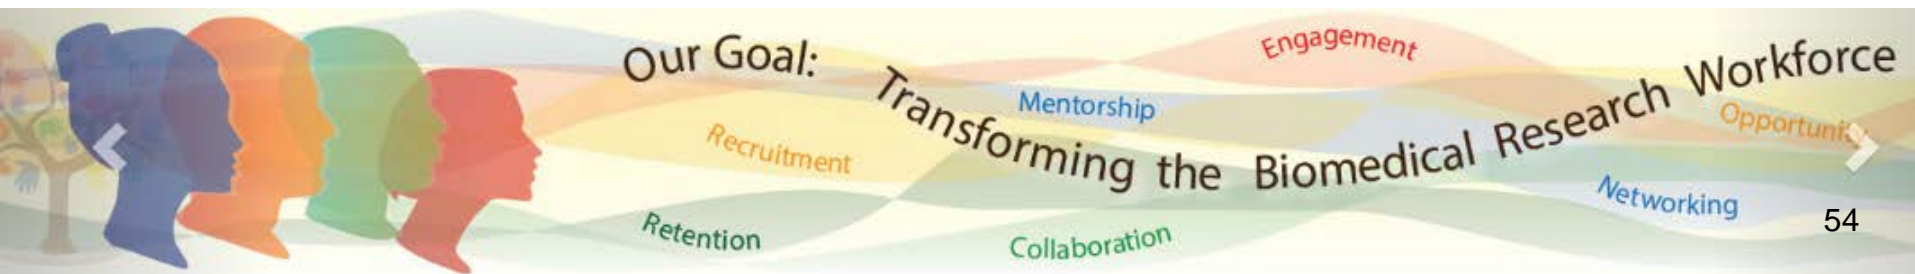 Our Goal: Transforming the Biomedical Research Workforce
Engagement
Mentorship
Recruitment
Networking
Retention
Collaboration
54